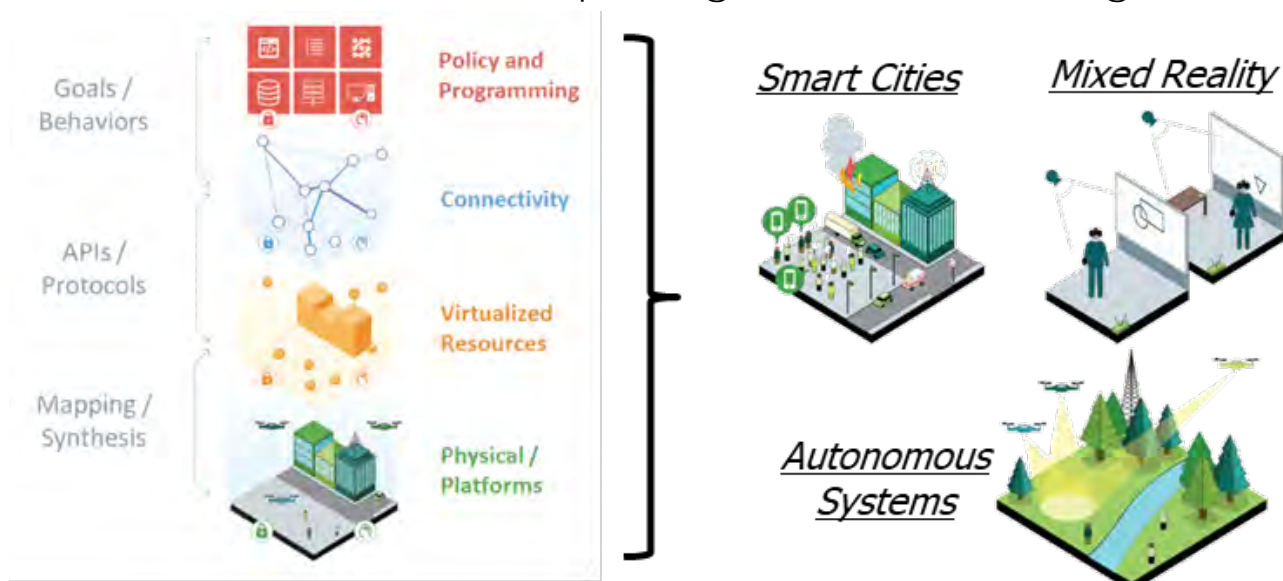 Goals /
Behaviors
APIs /
Protocols
Mapping /
Synthesis
Policy and
Programming
Connectivity
Virtualized
Resources
Physical /
Platforms
Smart Cities
Mixed Reality
Autonomous
Systems